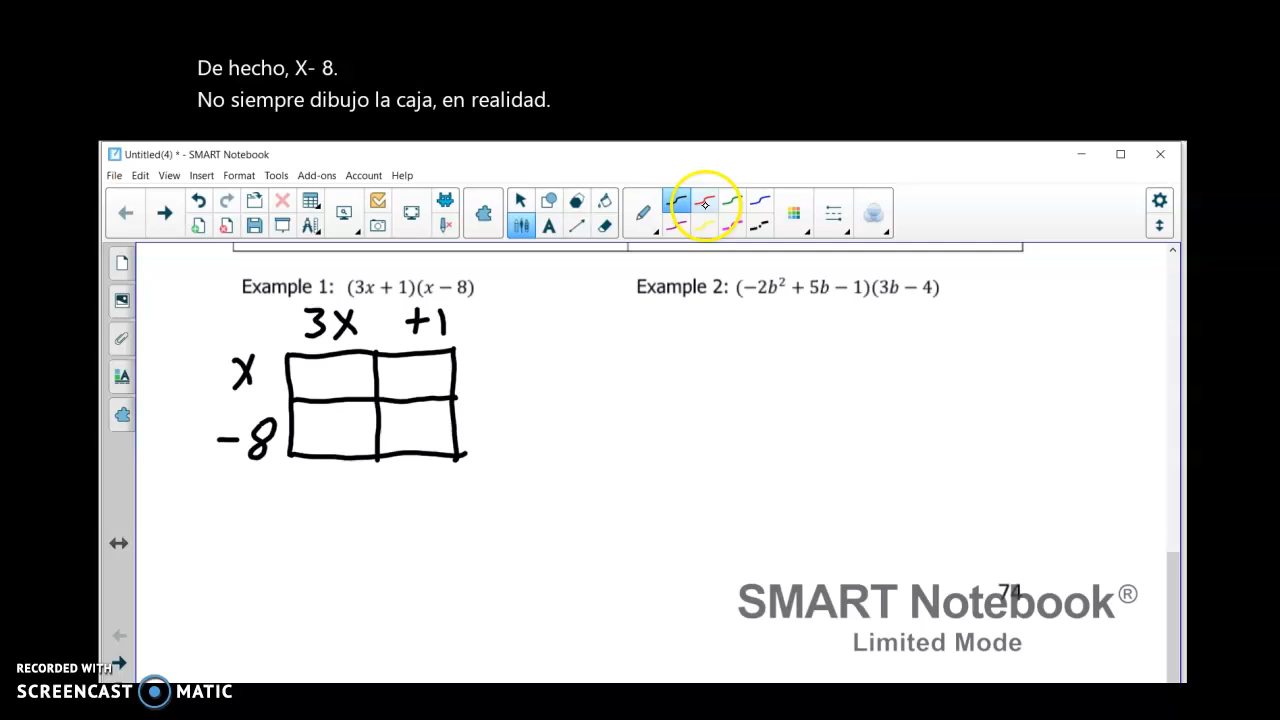 De hecho, X- 8.
No siempre dibujo la caja, en realidad.
Untitled(4) * - SMART Notebook
File Edit View Insert Format Tools Add-ons Account Help
Example 1: (3x + 1)(x − 8)
Example 2: (−2b² + 5b − 1)(3b − 4)
3x +1
x
-8
74
SMART Notebook®
Limited Mode
RECORDED WITH
SCREENCAST MATIC